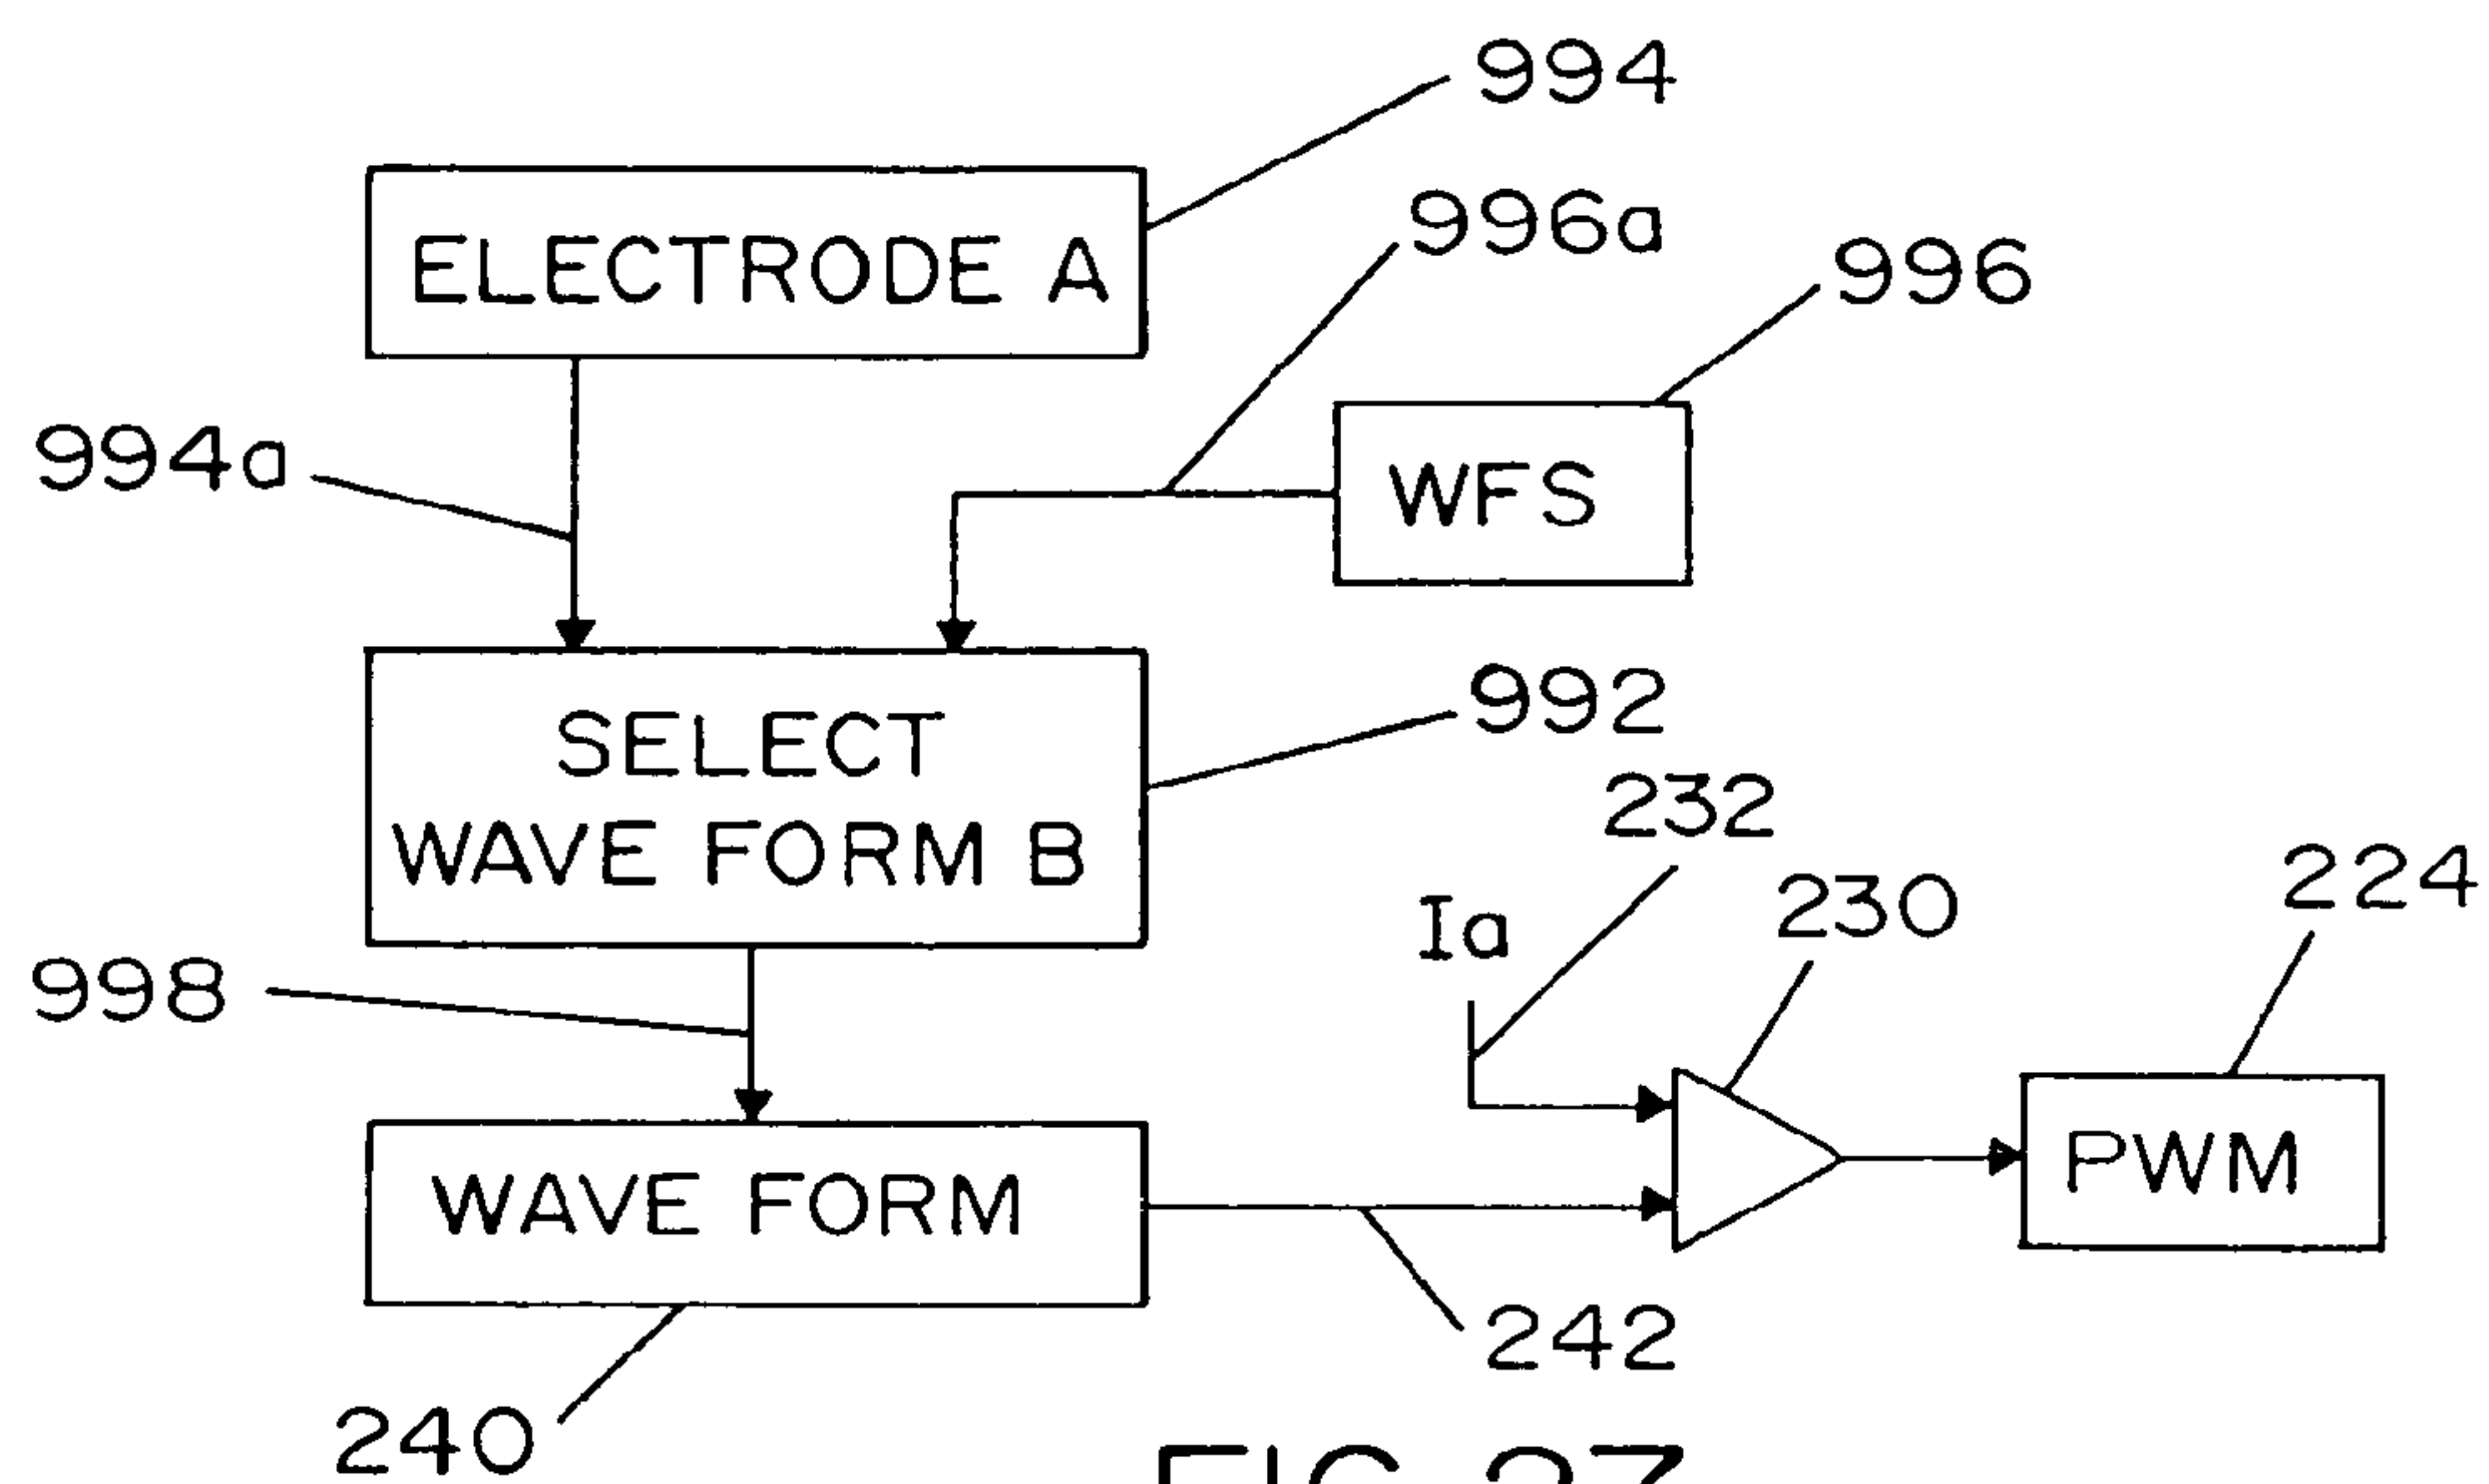 994
996a
996
ELECTRODE A
994a
WFS
SELECT
WAVE FORM B
992
232
230
224
Ia
998
WAVE FORM
PWM
242
240